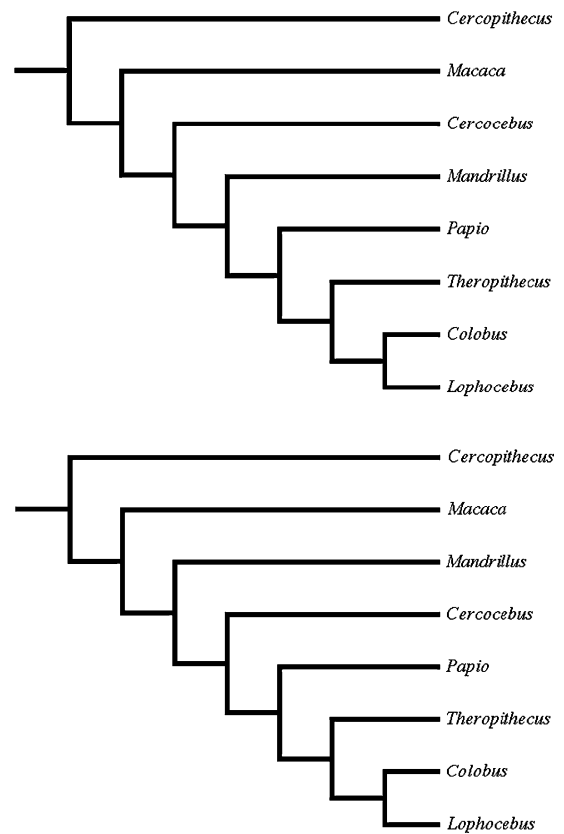 Cercopithecus
Macaca
Cercocebus
Mandrillus
Papio
Theropithecus
Colobus
Lophocebus
Cercopithecus
Macaca
Mandrillus
Cercocebus
Papio
Theropithecus
Colobus
Lophocebus